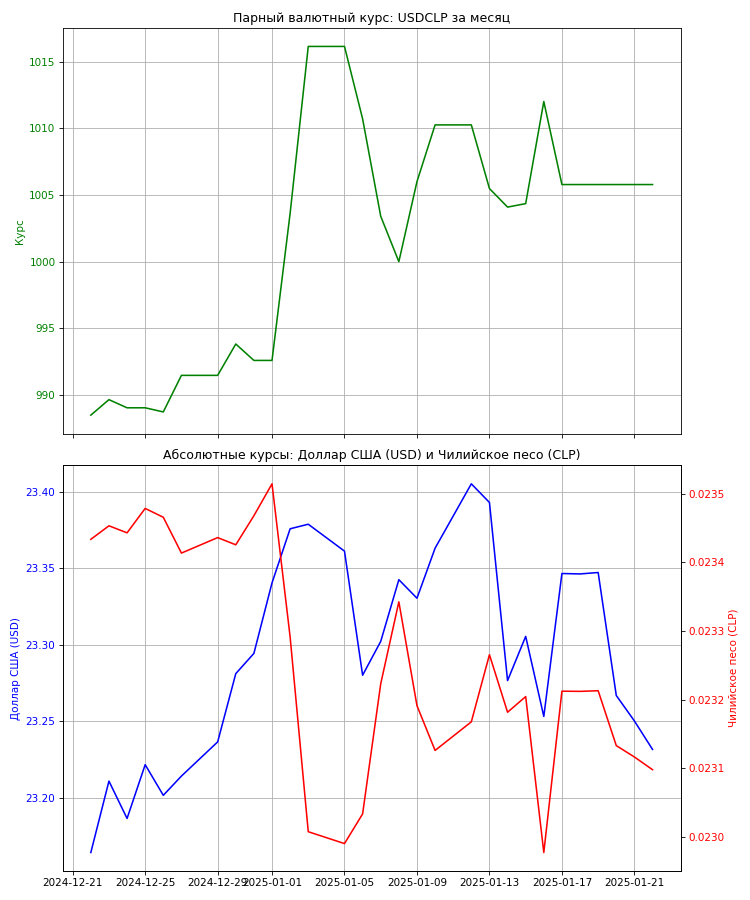 Парный валютный курс: USDCLP за месяц
1015
1010
1005
1000
995
990
Курс
Абсолютные курсы: Доллар США (USD) и Чилийское песо (CLP)
23.40
23.35
23.30
23.25
23.20
Доллар США (USD)
0.0235
0.0234
0.0233
0.0232
0.0231
0.0230
Чилийское песо (CLP)
2024-12-21 2024-12-25 2024-12-29 2025-01-01 2025-01-05 2025-01-09 2025-01-13 2025-01-17 2025-01-21